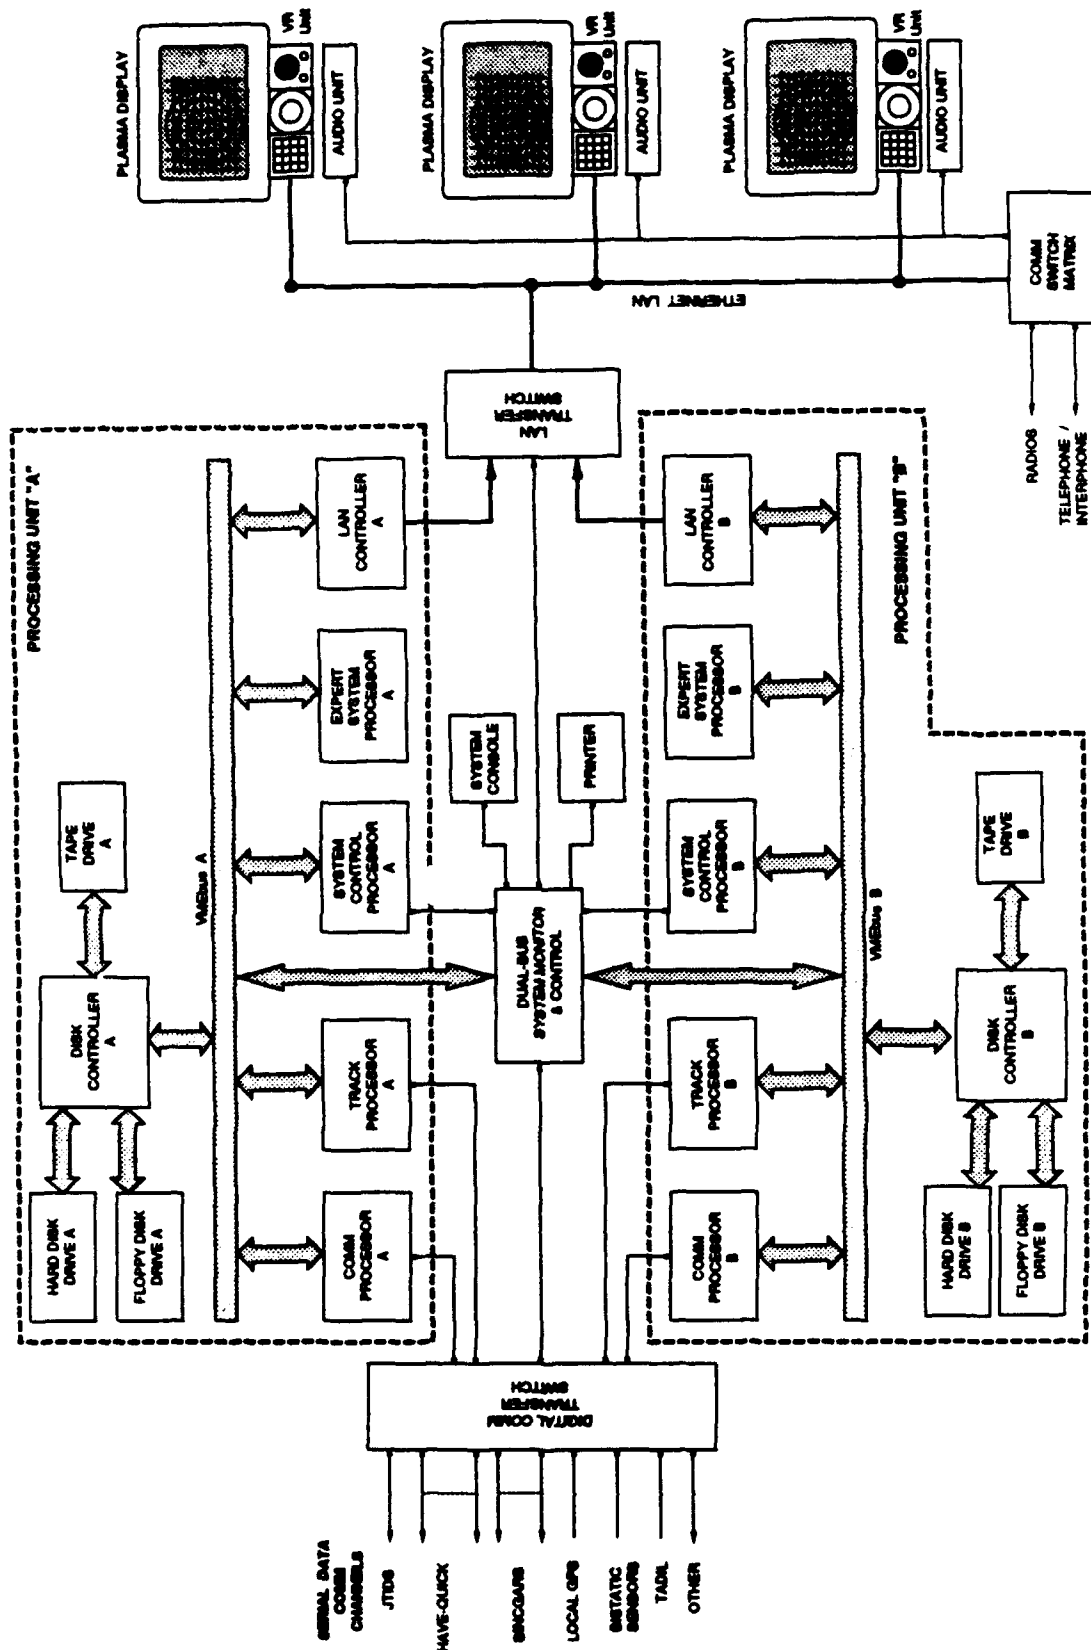 SERIAL DATA
COMM
CHANNELS
JTIDS
HAVE-QUICK
SINCGARS
LOCAL GPS
BISTATIC
SENSORS
TADIL
OTHER
DIGITAL COMM
TRANSFER
SWITCH
PROCESSING UNIT "A"
HARD DISK
DRIVE A
FLOPPY DISK
DRIVE A
DISK
CONTROLLER
A
TAPE
DRIVE
A
VMEbus A
COMM
PROCESSOR
A
TRACK
PROCESSOR
A
SYSTEM
CONTROL
PROCESSOR
A
EXPERT
SYSTEM
PROCESSOR
A
LAN
CONTROLLER
A
DUAL-BUS
SYSTEM MONITOR
& CONTROL
SYSTEM
CONSOLE
PRINTER
LAN
TRANSFER
SWITCH
COMM
PROCESSOR
B
TRACK
PROCESSOR
B
SYSTEM
CONTROL
PROCESSOR
B
EXPERT
SYSTEM
PROCESSOR
B
LAN
CONTROLLER
B
VMEbus B
PROCESSING UNIT "B"
HARD DISK
DRIVE B
FLOPPY DISK
DRIVE B
DISK
CONTROLLER
B
TAPE
DRIVE
B
ETHERNET LAN
PLASMA DISPLAY
VR
Unit
AUDIO UNIT
PLASMA DISPLAY
VR
Unit
AUDIO UNIT
PLASMA DISPLAY
VR
Unit
AUDIO UNIT
COMM
SWITCH
MATRIX
RADIOS
TELEPHONE /
INTERPHONE